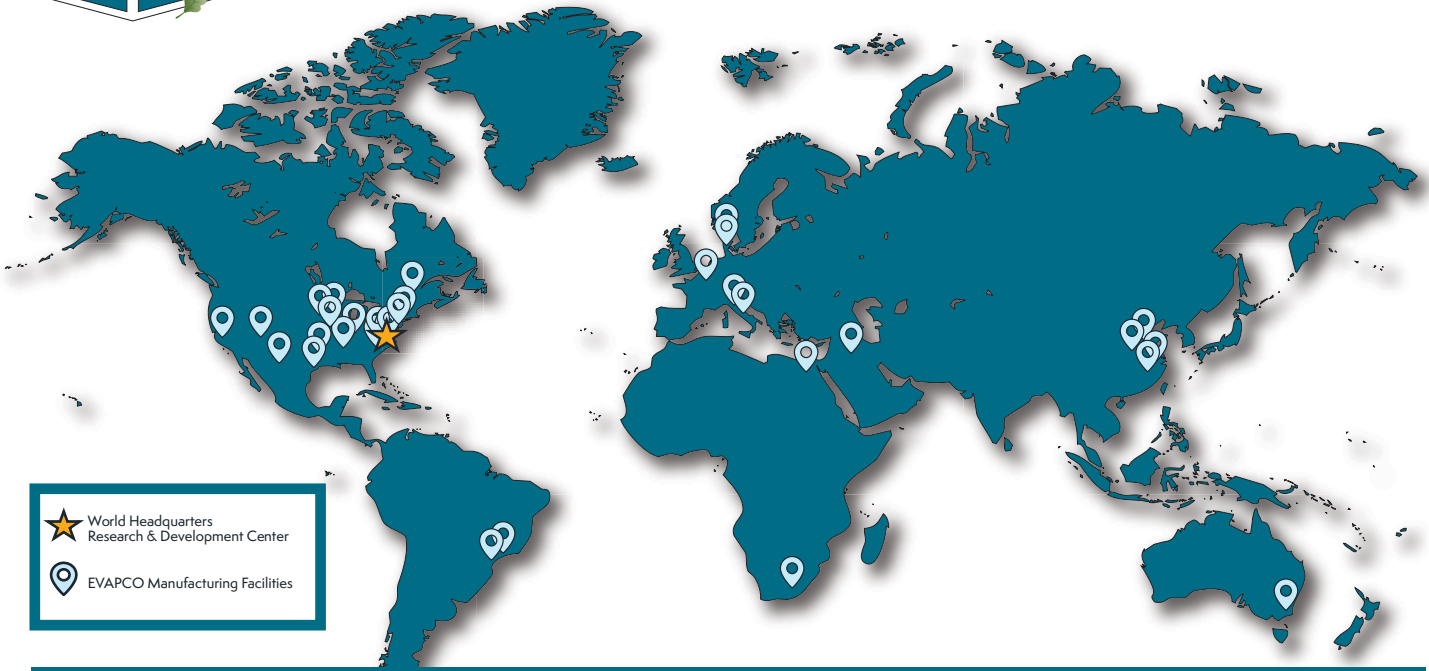 World Headquarters
Research & Development Center
EVAPCO Manufacturing Facilities